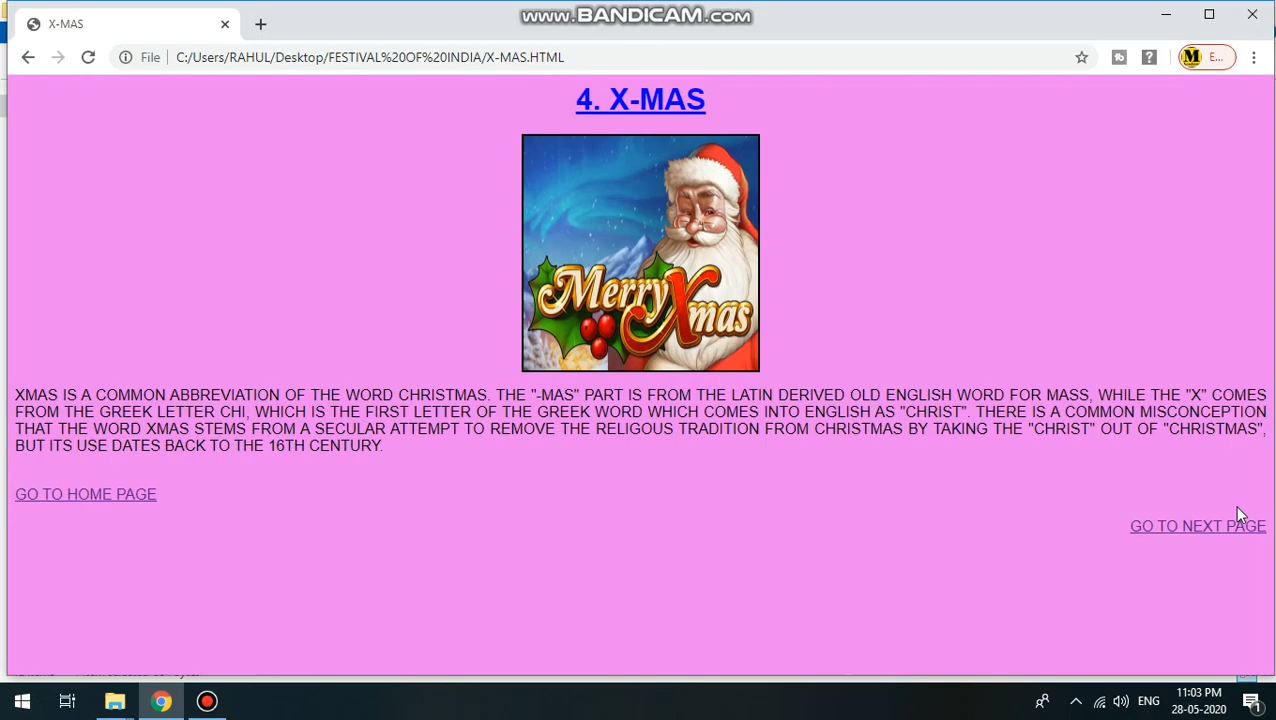 WWW.BANDICAM.COM
X-MAS
File
C:/Users/RAHUL/Desktop/FESTIVAL%20OF%20INDIA/X-MAS.HTML
E...
4. X-MAS
Merry Xmas
XMAS IS A COMMON ABBREVIATION OF THE WORD CHRISTMAS. THE "-MAS" PART IS FROM THE LATIN DERIVED OLD ENGLISH WORD FOR MASS, WHILE THE "X" COMES
FROM THE GREEK LETTER CHI, WHICH IS THE FIRST LETTER OF THE GREEK WORD WHICH COMES INTO ENGLISH AS "CHRIST". THERE IS A COMMON MISCONCEPTION
THAT THE WORD XMAS STEMS FROM A SECULAR ATTEMPT TO REMOVE THE RELIGOUS TRADITION FROM CHRISTMAS BY TAKING THE "CHRIST" OUT OF "CHRISTMAS",
BUT ITS USE DATES BACK TO THE 16TH CENTURY.
GO TO HOME PAGE
GO TO NEXT PAGE
ENG
11:03 PM
28-05-2020
1